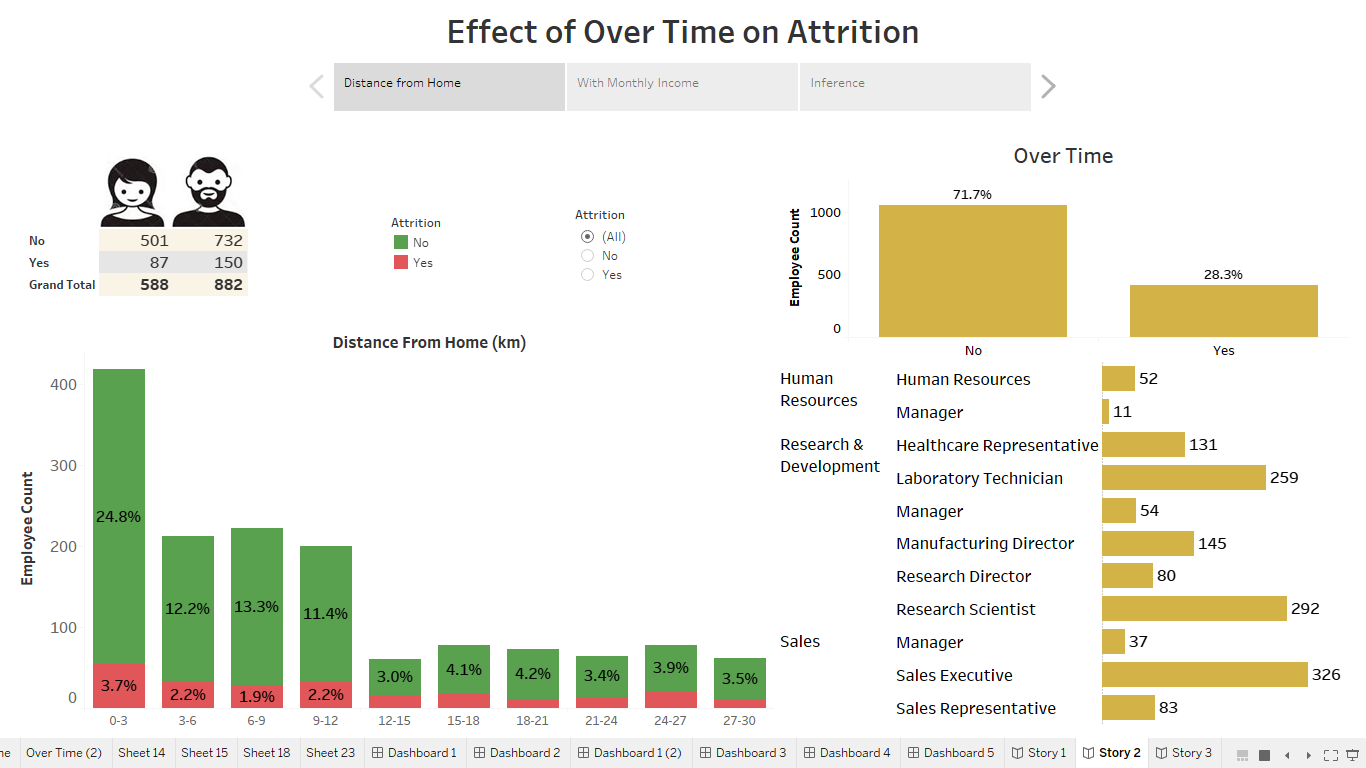 Effect of Over Time on Attrition
Distance from Home
With Monthly Income
Inference
No 501 732
Yes 87 150
Grand Total 588 882
Attrition
No
Yes
Attrition
(All)
No
Yes
Over Time
Employee Count
1000
500
0
71.7%
28.3%
No Yes
Distance From Home (km)
Employee Count
400
300
200
100
0
24.8% 12.2% 13.3% 11.4% 3.0% 4.1% 4.2% 3.4% 3.9% 3.5%
3.7% 2.2% 1.9% 2.2%
0-3 3-6 6-9 9-12 12-15 15-18 18-21 21-24 24-27 27-30
Human
Resources
Human Resources 52
Manager 11
Research &
Development
Healthcare Representative 131
Laboratory Technician 259
Manager 54
Manufacturing Director 145
Research Director 80
Research Scientist 292
Sales
Manager 37
Sales Executive 326
Sales Representative 83
ne Over Time (2) Sheet 14 Sheet 15 Sheet 18 Sheet 23 Dashboard 1 Dashboard 2 Dashboard 1 (2) Dashboard 3 Dashboard 4 Dashboard 5 Story 1 Story 2 Story 3